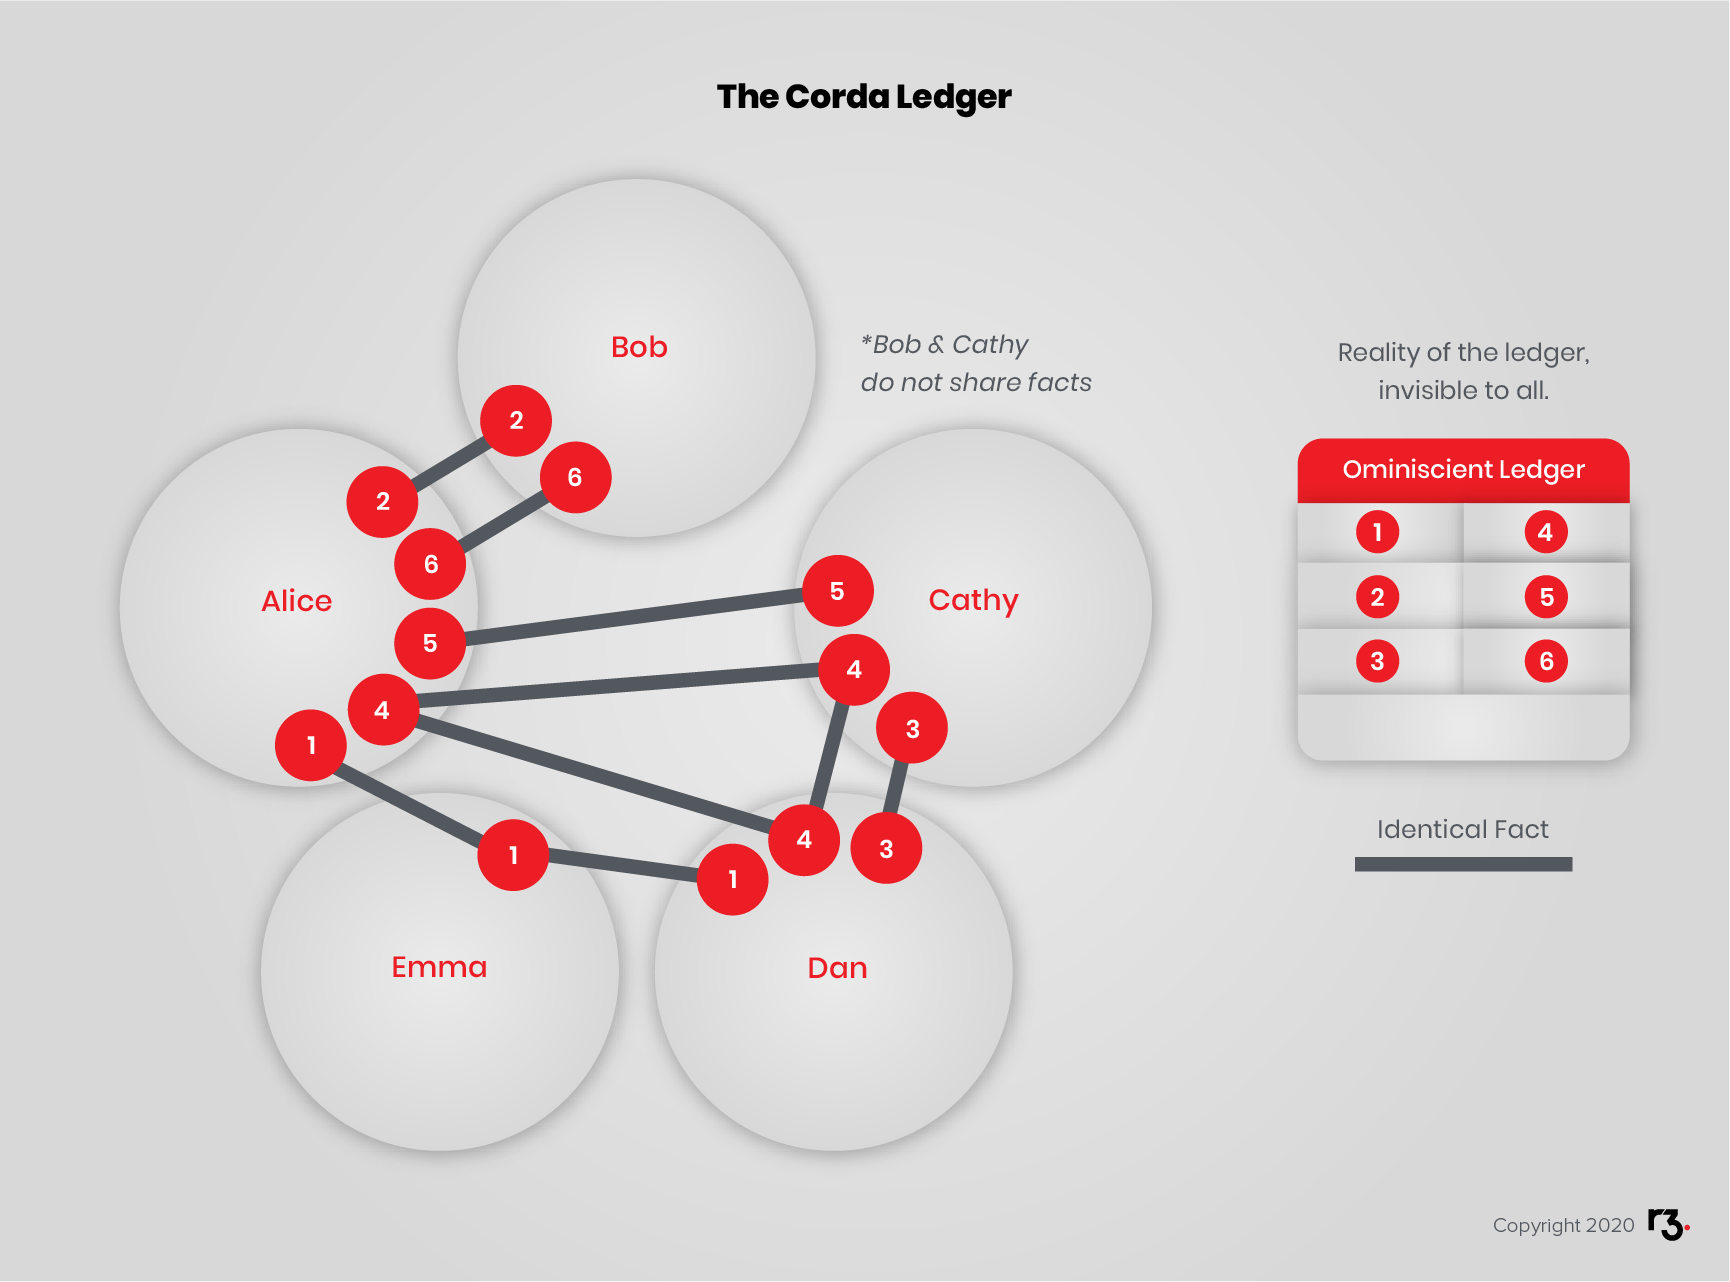 The Corda Ledger
Bob
*Bob & Cathy
do not share facts
2
6
2
6
5
4
1
Alice
5
4
3
Cathy
1
Emma
1
4
3
Dan
Reality of the ledger,
invisible to all.
Ominiscient Ledger
1 4
2 5
3 6
Identical Fact
Copyright 2020 r3.